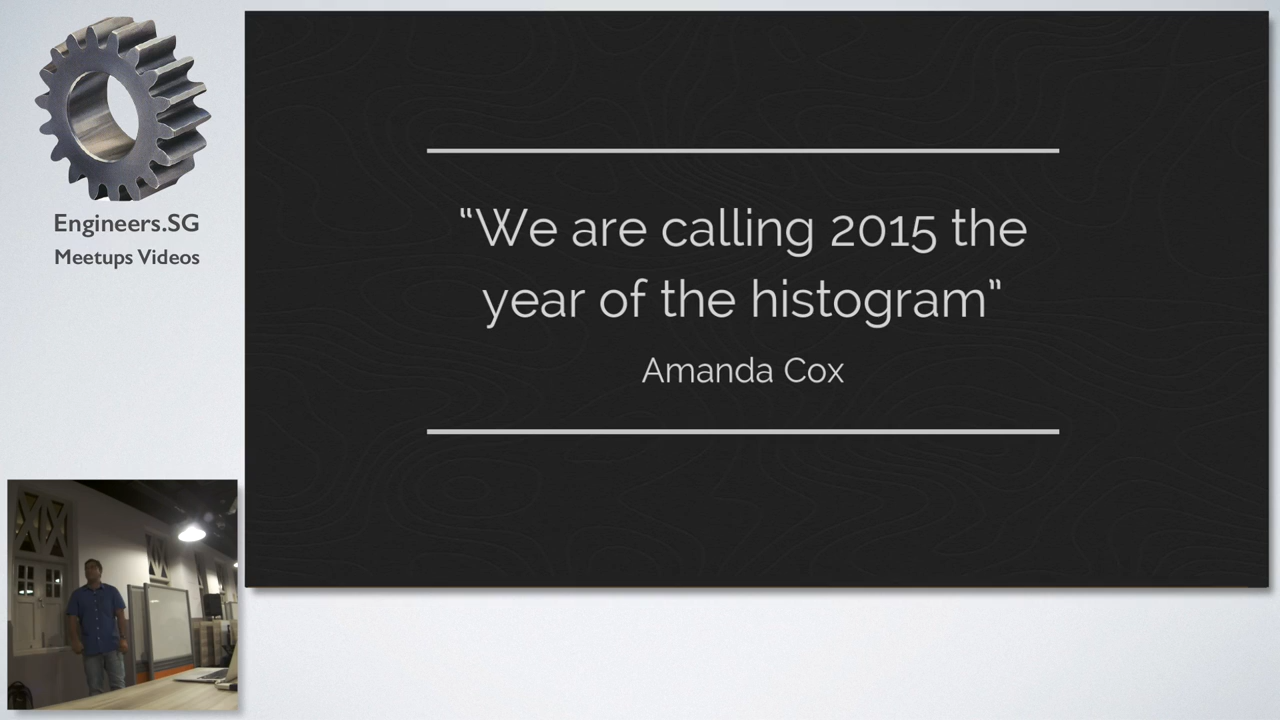 Engineers.SG
Meetups Videos
“We are calling 2015 the
year of the histogram”
Amanda Cox